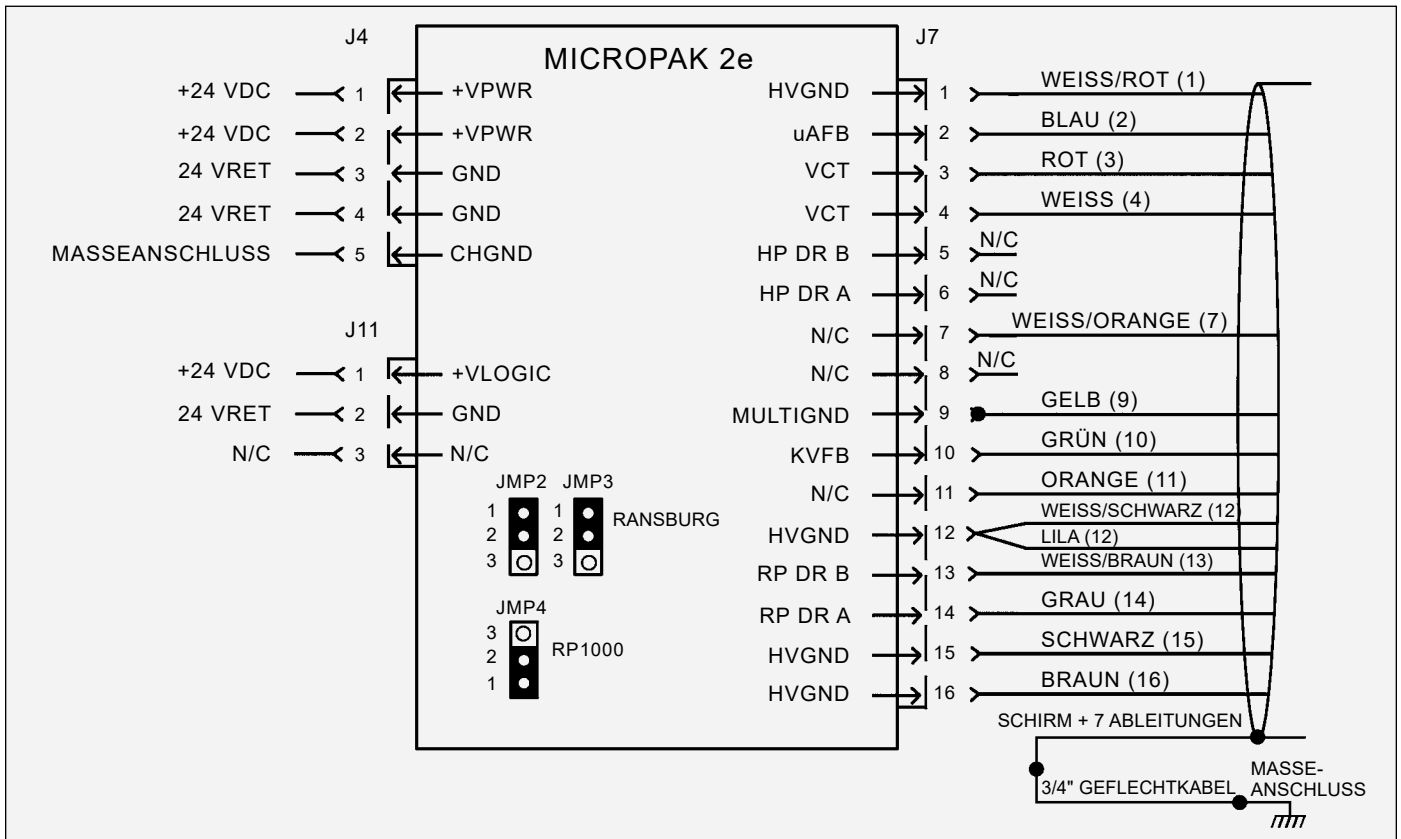 MICROPAK 2e
J4
+24 VDC 1 +VPWR
+24 VDC 2 +VPWR
24 VRET 3 GND
24 VRET 4 GND
MASSEANSCHLUSS 5 CHGND
J11
+24 VDC 1 +VLOGIC
24 VRET 2 GND
N/C 3 N/C
JMP2 JMP3
1 1
2 2
3 3
RANSBURG
JMP4
3
2
1
RP1000
J7
HVGND 1 WEISS/ROT (1)
uAFB 2 BLAU (2)
VCT 3 ROT (3)
VCT 4 WEISS (4)
HP DR B 5 N/C
HP DR A 6 N/C
N/C 7 WEISS/ORANGE (7)
N/C 8 N/C
MULTIGND 9 GELB (9)
KVFB 10 GRÜN (10)
N/C 11 ORANGE (11)
HVGND 12 WEISS/SCHWARZ (12
LILA (12)
RP DR B 13 WEISS/BRAUN (13)
RP DR A 14 GRAU (14)
HVGND 15 SCHWARZ (15)
HVGND 16 BRAUN (16)
SCHIRM + 7 ABLEITUNGEN
3/4" GEFLECHTKABEL
MASSE-
ANSCHLUSS